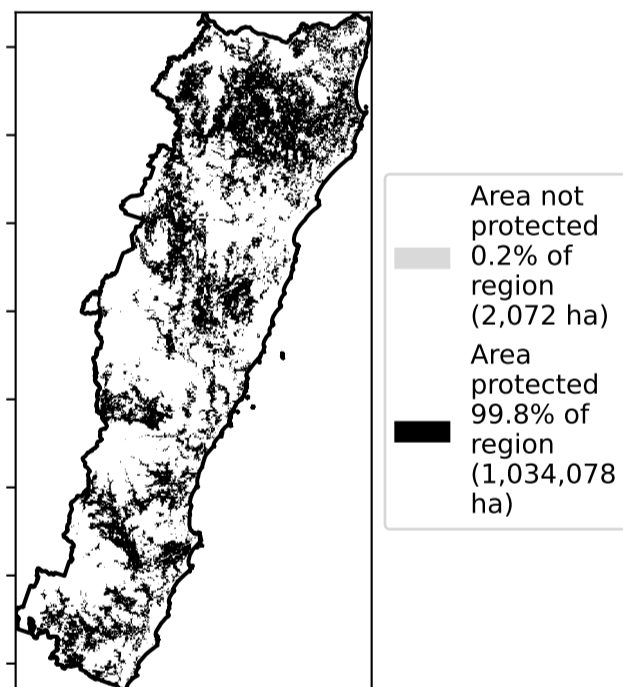 Area not
protected
0.2% of
region
(2,072 ha)
Area
protected
99.8% of
region
(1,034,078
ha)